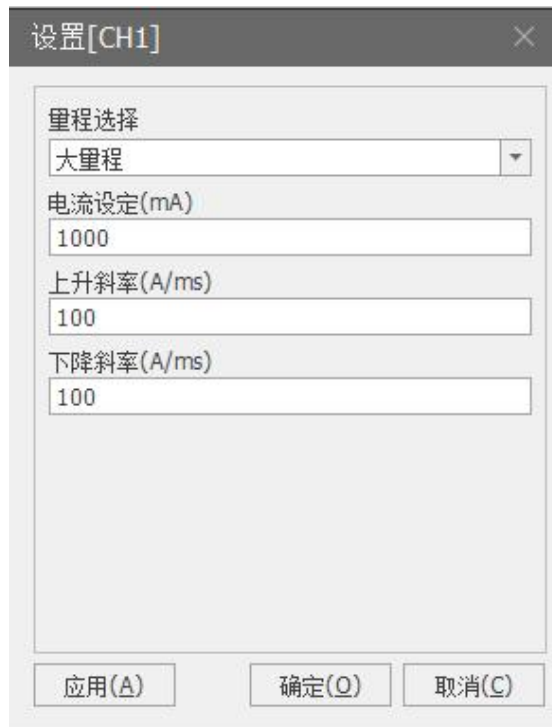 设置[CH1]
量程选择
大量程
电流设定(mA)
1000
上升斜率(A/ms)
100
下降斜率(A/ms)
100
应用(A) 确定(O) 取消(C)